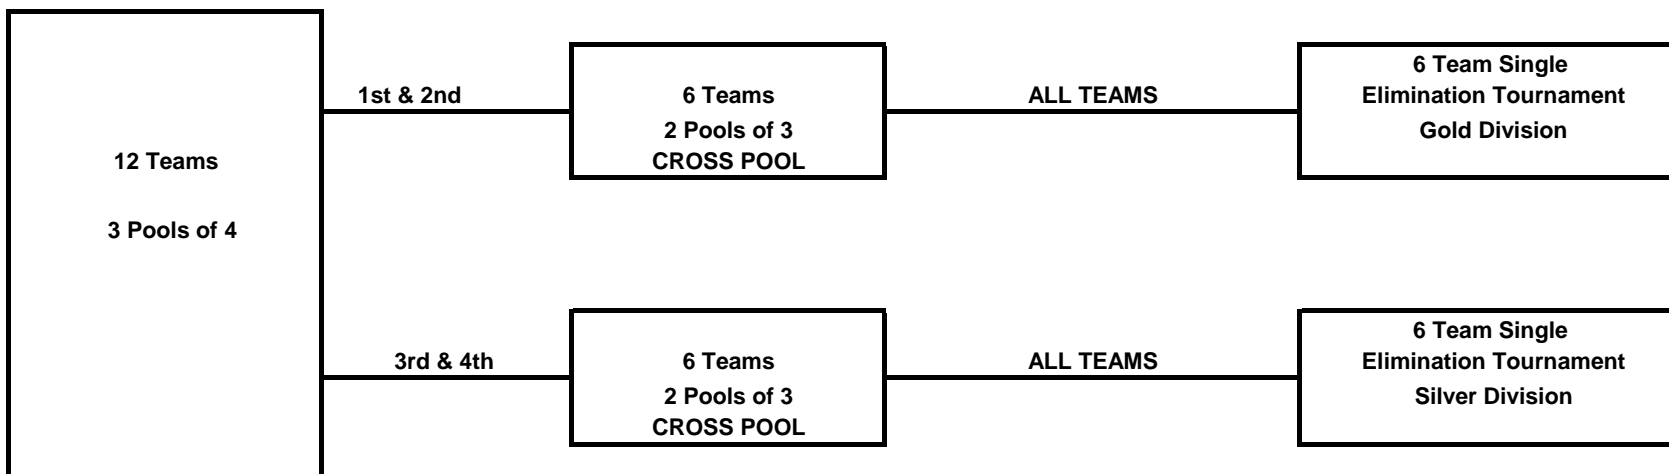 12 Teams
3 Pools of 4
1st & 2nd
6 Teams
2 Pools of 3
CROSS POOL
ALL TEAMS
6 Team Single
Elimination Tournament
Gold Division
3rd & 4th
6 Teams
2 Pools of 3
CROSS POOL
ALL TEAMS
6 Team Single
Elimination Tournament
Silver Division